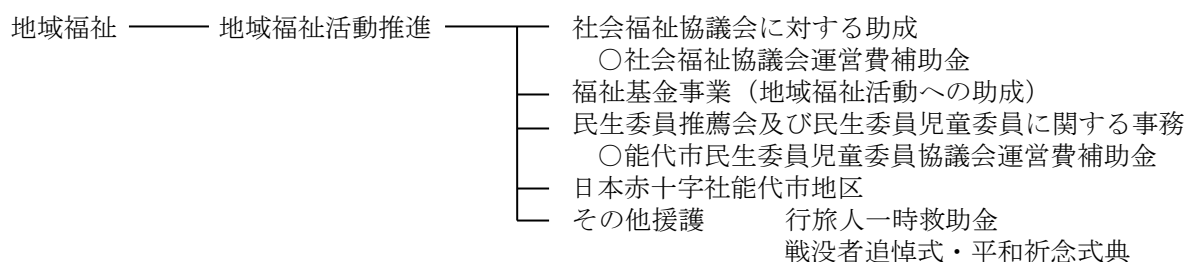 地域福祉 地域福祉活動推進 社会福祉協議会に対する助成
○社会福祉協議会運営費補助金
福祉基金事業（地域福祉活動への助成）
民生委員推薦会及び民生委員児童委員に関する事務
○能代市民生委員児童委員協議会運営費補助金
日本赤十字社能代市地区
その他援護 行旅人一時救助金
戦没者追悼式・平和祈念式典